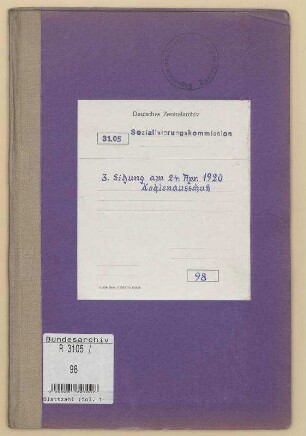 Deutsches Zentralarchiv
31.05
Sozialisierungskommission
3. Sitzung am 24. Apr. 1920
Kohlenausschuß
98
Bundesarchiv
R 3105 /
98